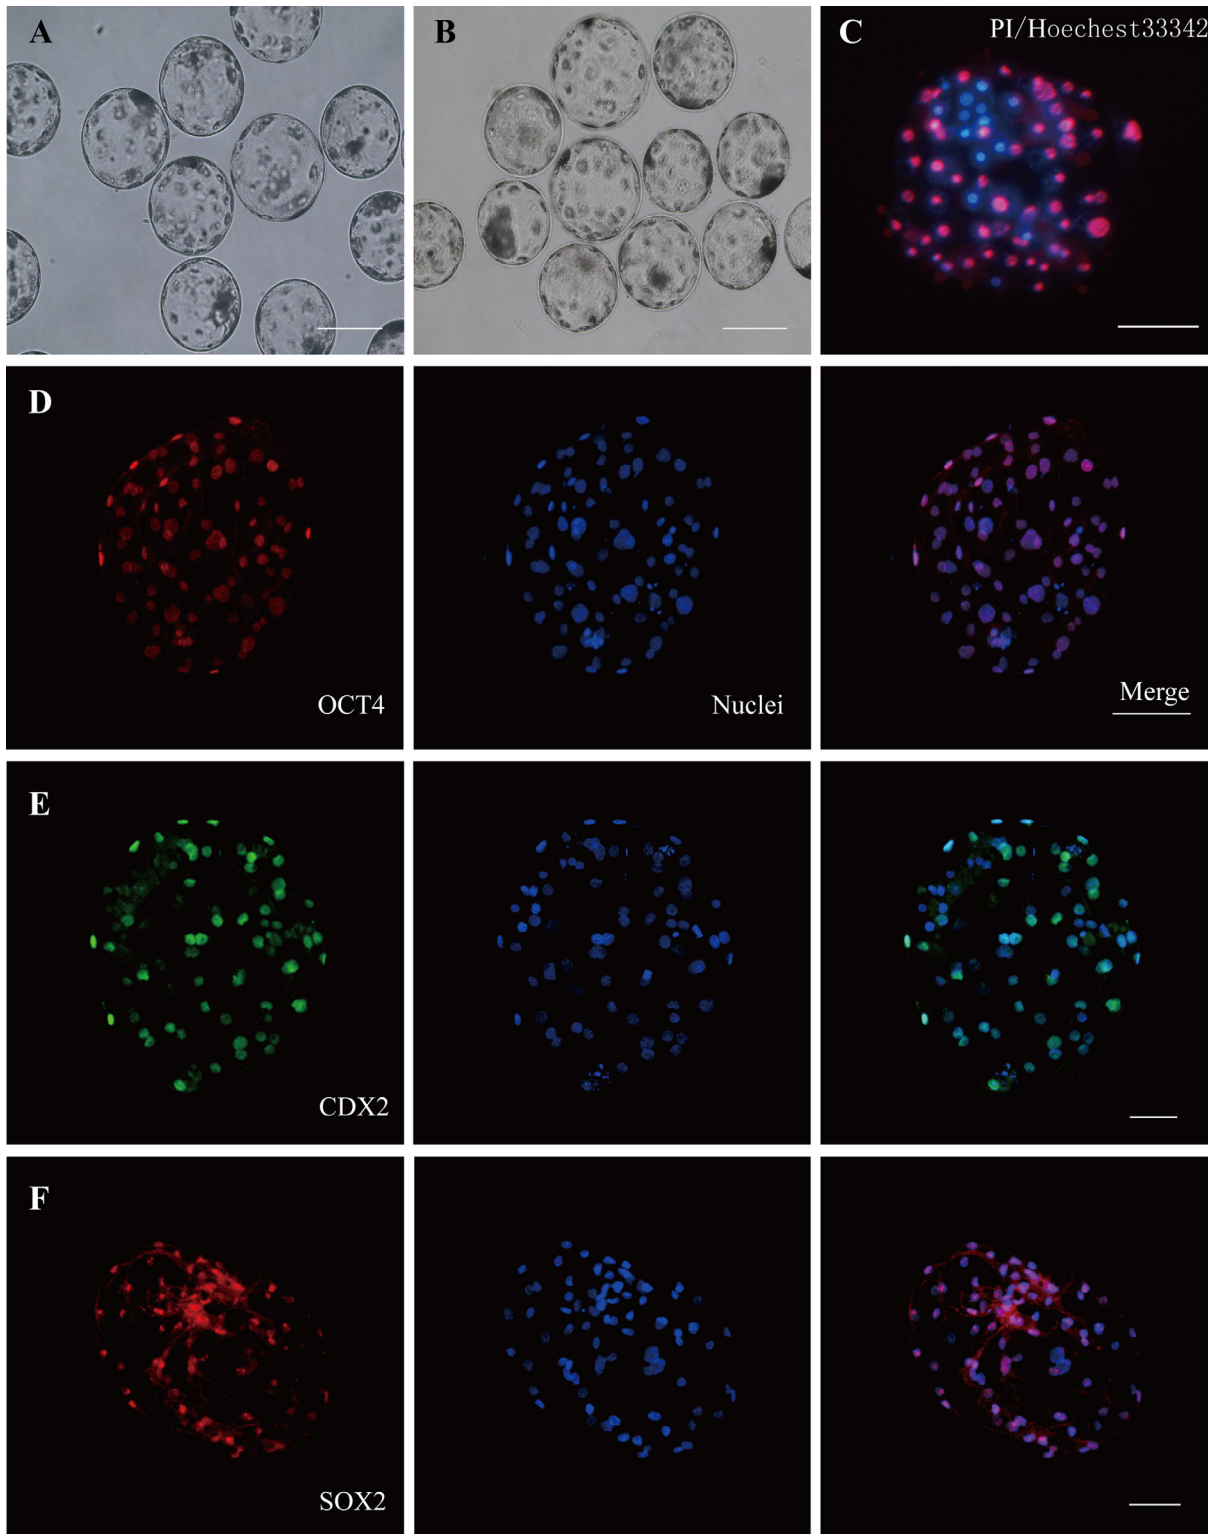 A
B
C
PI/Hoechest33342
D
OCT4
Nuclei
Merge
E
CDX2
F
SOX2